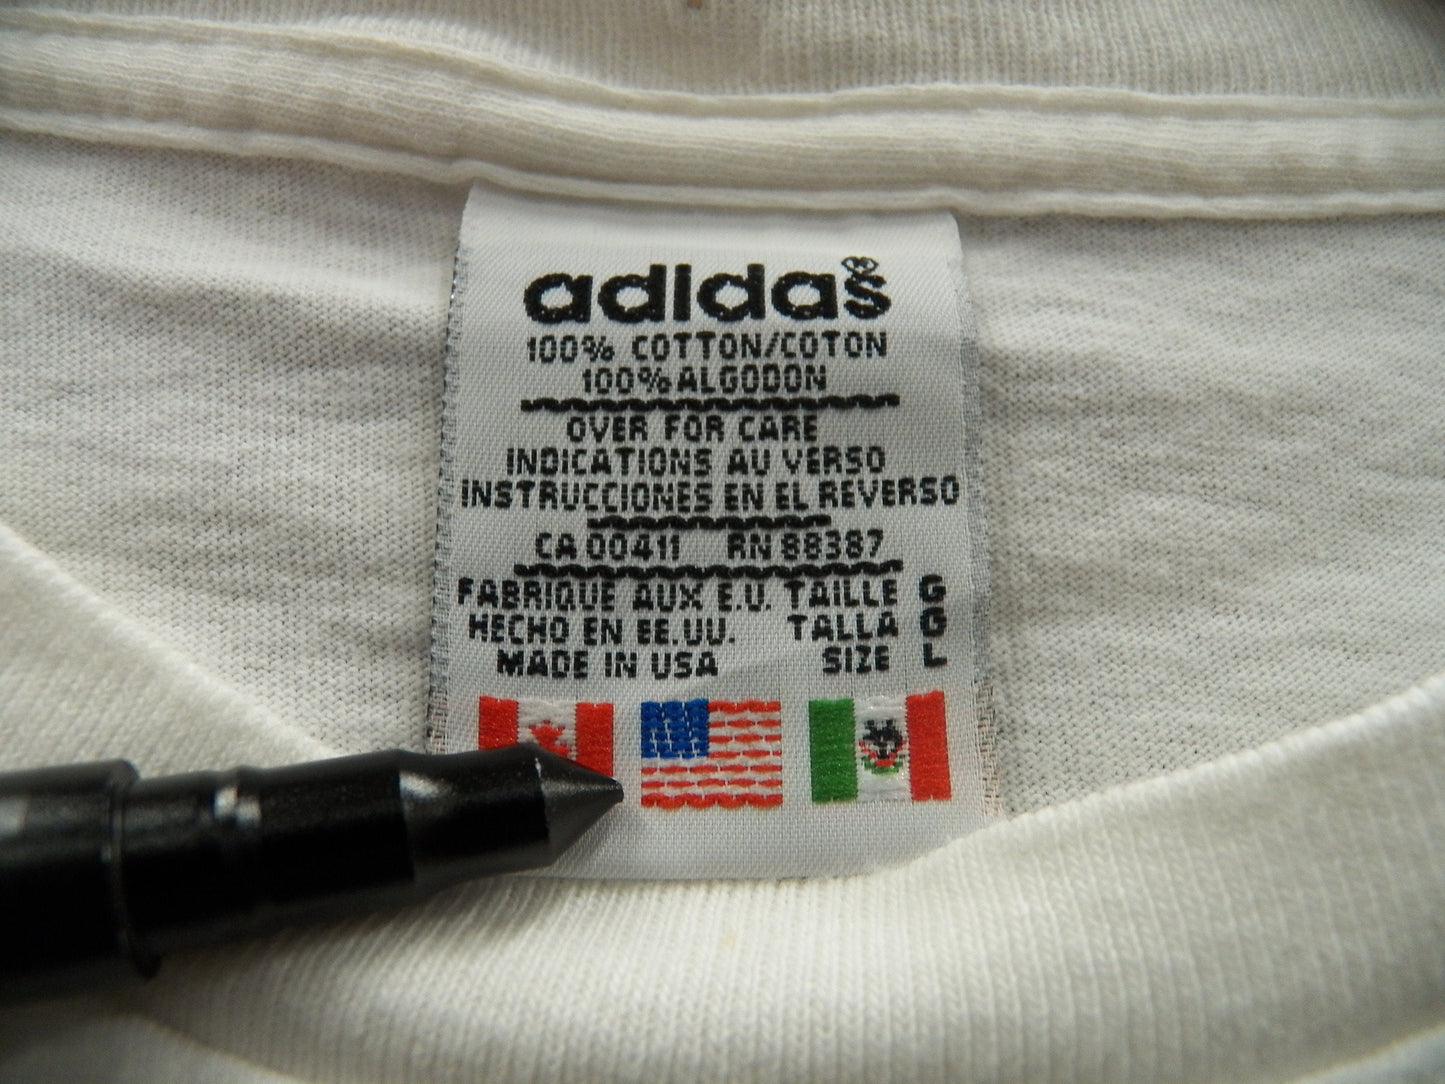 adidas
100% COTTON/COTON
100% ALGODON
OVER FOR CARE
INDICATIONS AU VERSO
INSTRUCCIONES EN EL REVERSO
CA 00411 RN 88387
FABRIQUE AUX E.U. TAILLE G
HECHO EN EE.UU. TALLA G
MADE IN USA SIZE L